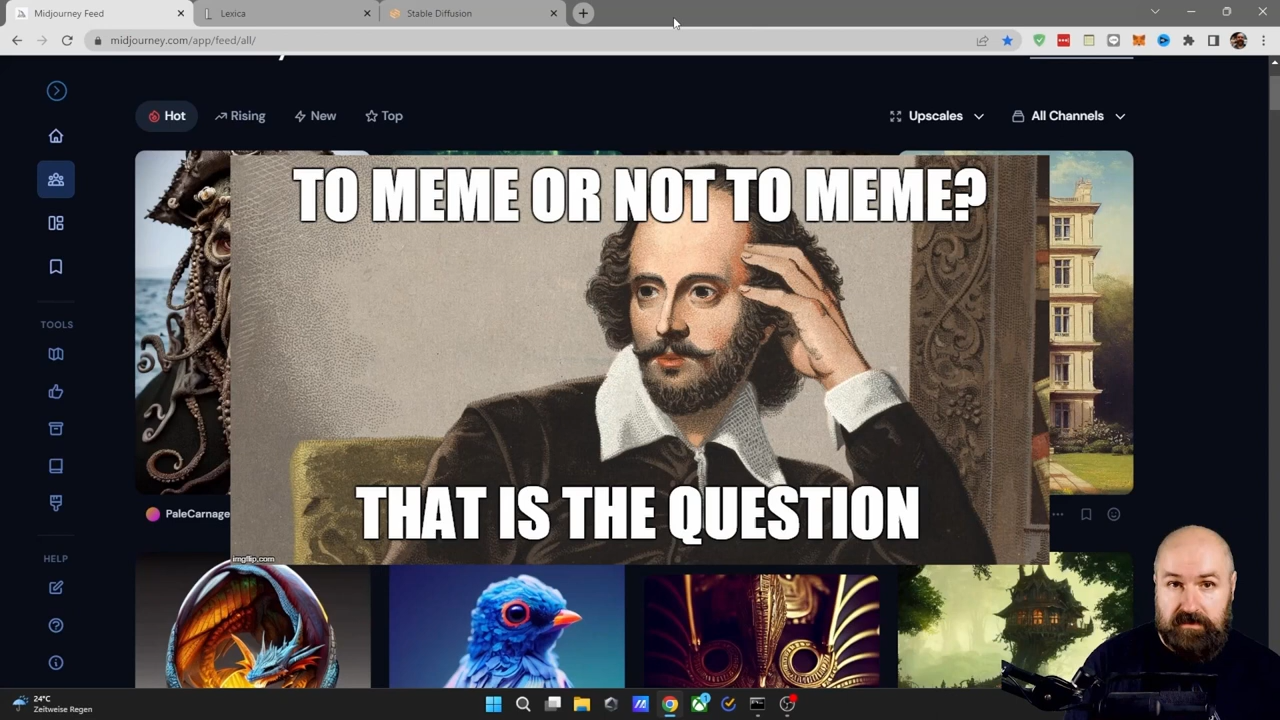 Midjourney Feed
Lexica
Stable Diffusion
midjourney.com/app/feed/all/
Hot
Rising
New
Top
Upscales
All Channels
TO MEME OR NOT TO MEME?
TOOLS
THAT IS THE QUESTION
PaleCarnage
imgflip.com
HELP
24°C
Zeitweise Regen